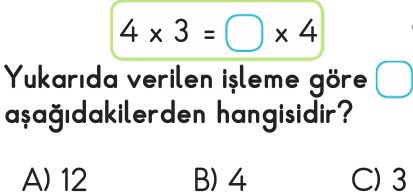 4 x 3 = □ x 4
Yukarıda verilen işleme göre □
aşağıdakilerden hangisidir?
A) 12 B) 4 C) 3